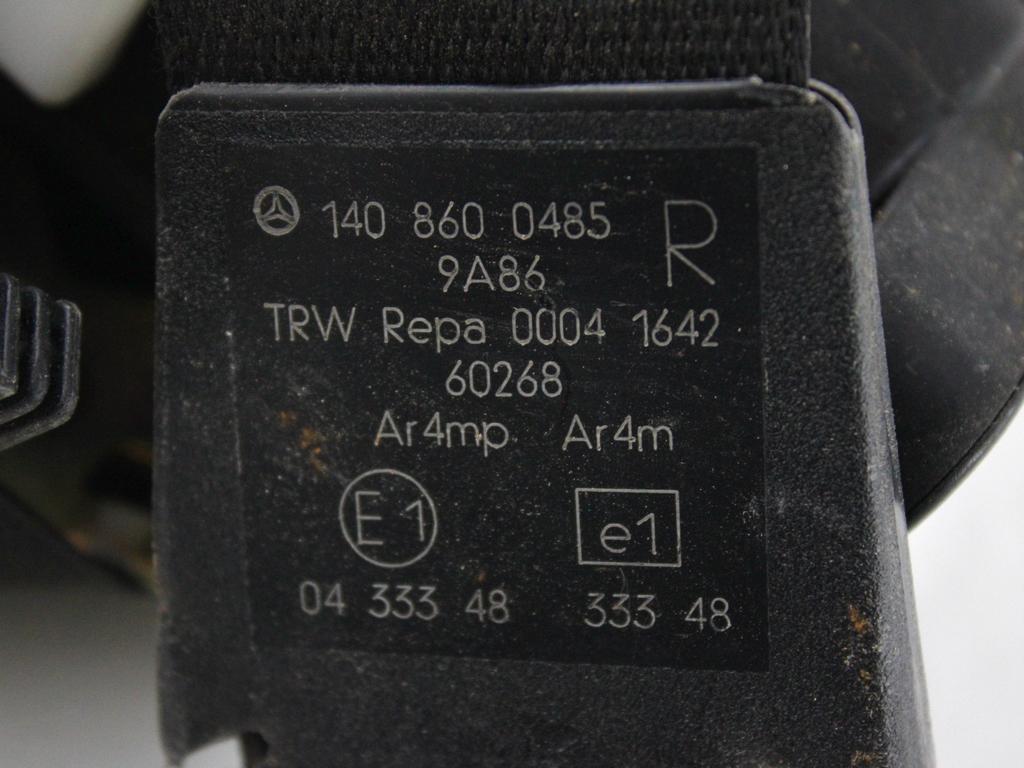 140 860 0485 R
9A86
TRW Repa 0004 1642
60268
Ar4mp Ar4m
E1 e1
04 333 48 333 48